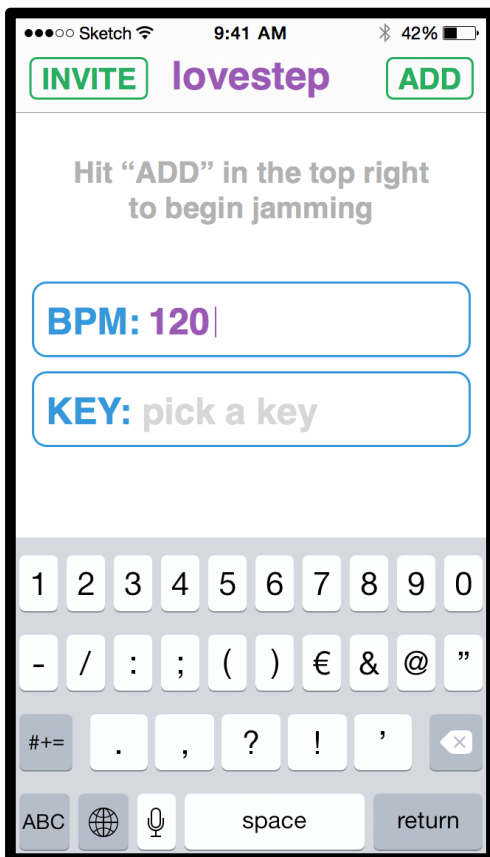 ●●●○○ Sketch 9:41 AM 42%
INVITE lovestep ADD
Hit “ADD” in the top right
to begin jamming
BPM: 120
KEY: pick a key
1 2 3 4 5 6 7 8 9 0
- / : ; ( ) € & @ ”
#+= . , ? ! ’
ABC space return